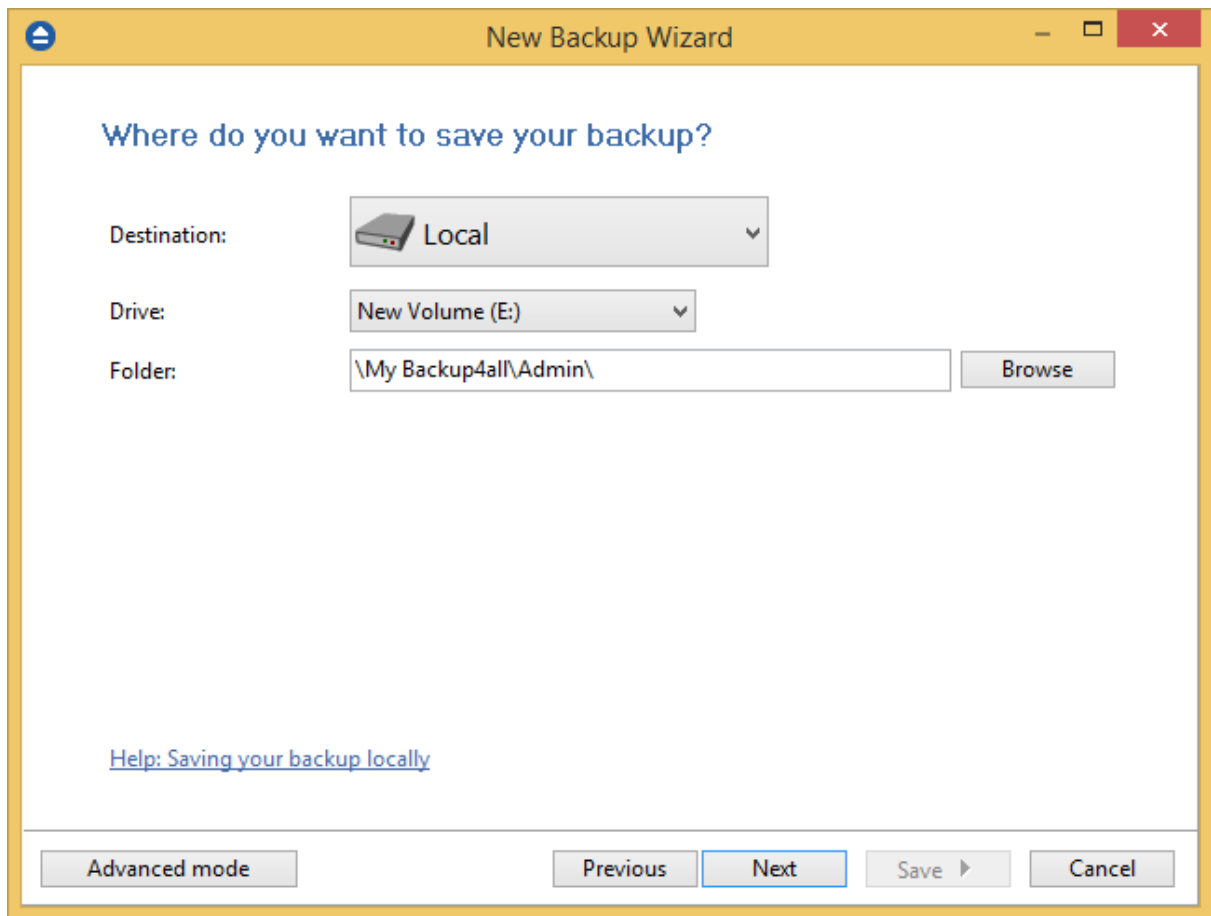 New Backup Wizard
Where do you want to save your backup?
Destination: Local
Drive: New Volume (E:)
Folder: \My Backup4all\Admin\ Browse
Help: Saving your backup locally
Advanced mode Previous Next Save Cancel